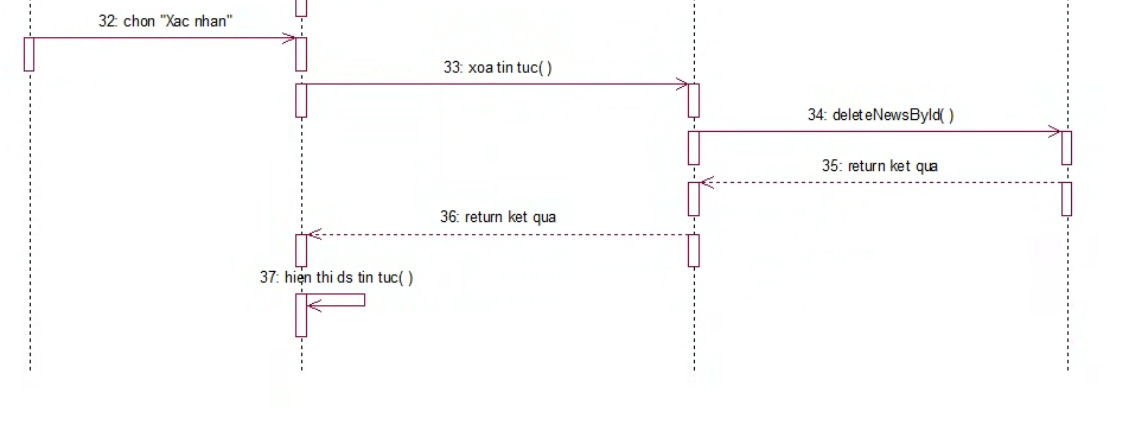 32: chon "Xac nhan"
33: xoa tin tuc( )
34: deleteNewsById( )
35: return ket qua
36: return ket qua
37: hien thi ds tin tuc( )